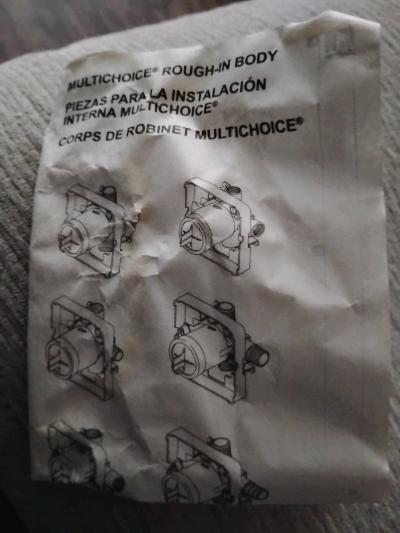 MULTICHOICE® ROUGH-IN BODY
PIEZAS PARA LA INSTALACIÓN
INTERNA MULTICHOICE®
CORPS DE ROBINET MULTICHOICE®